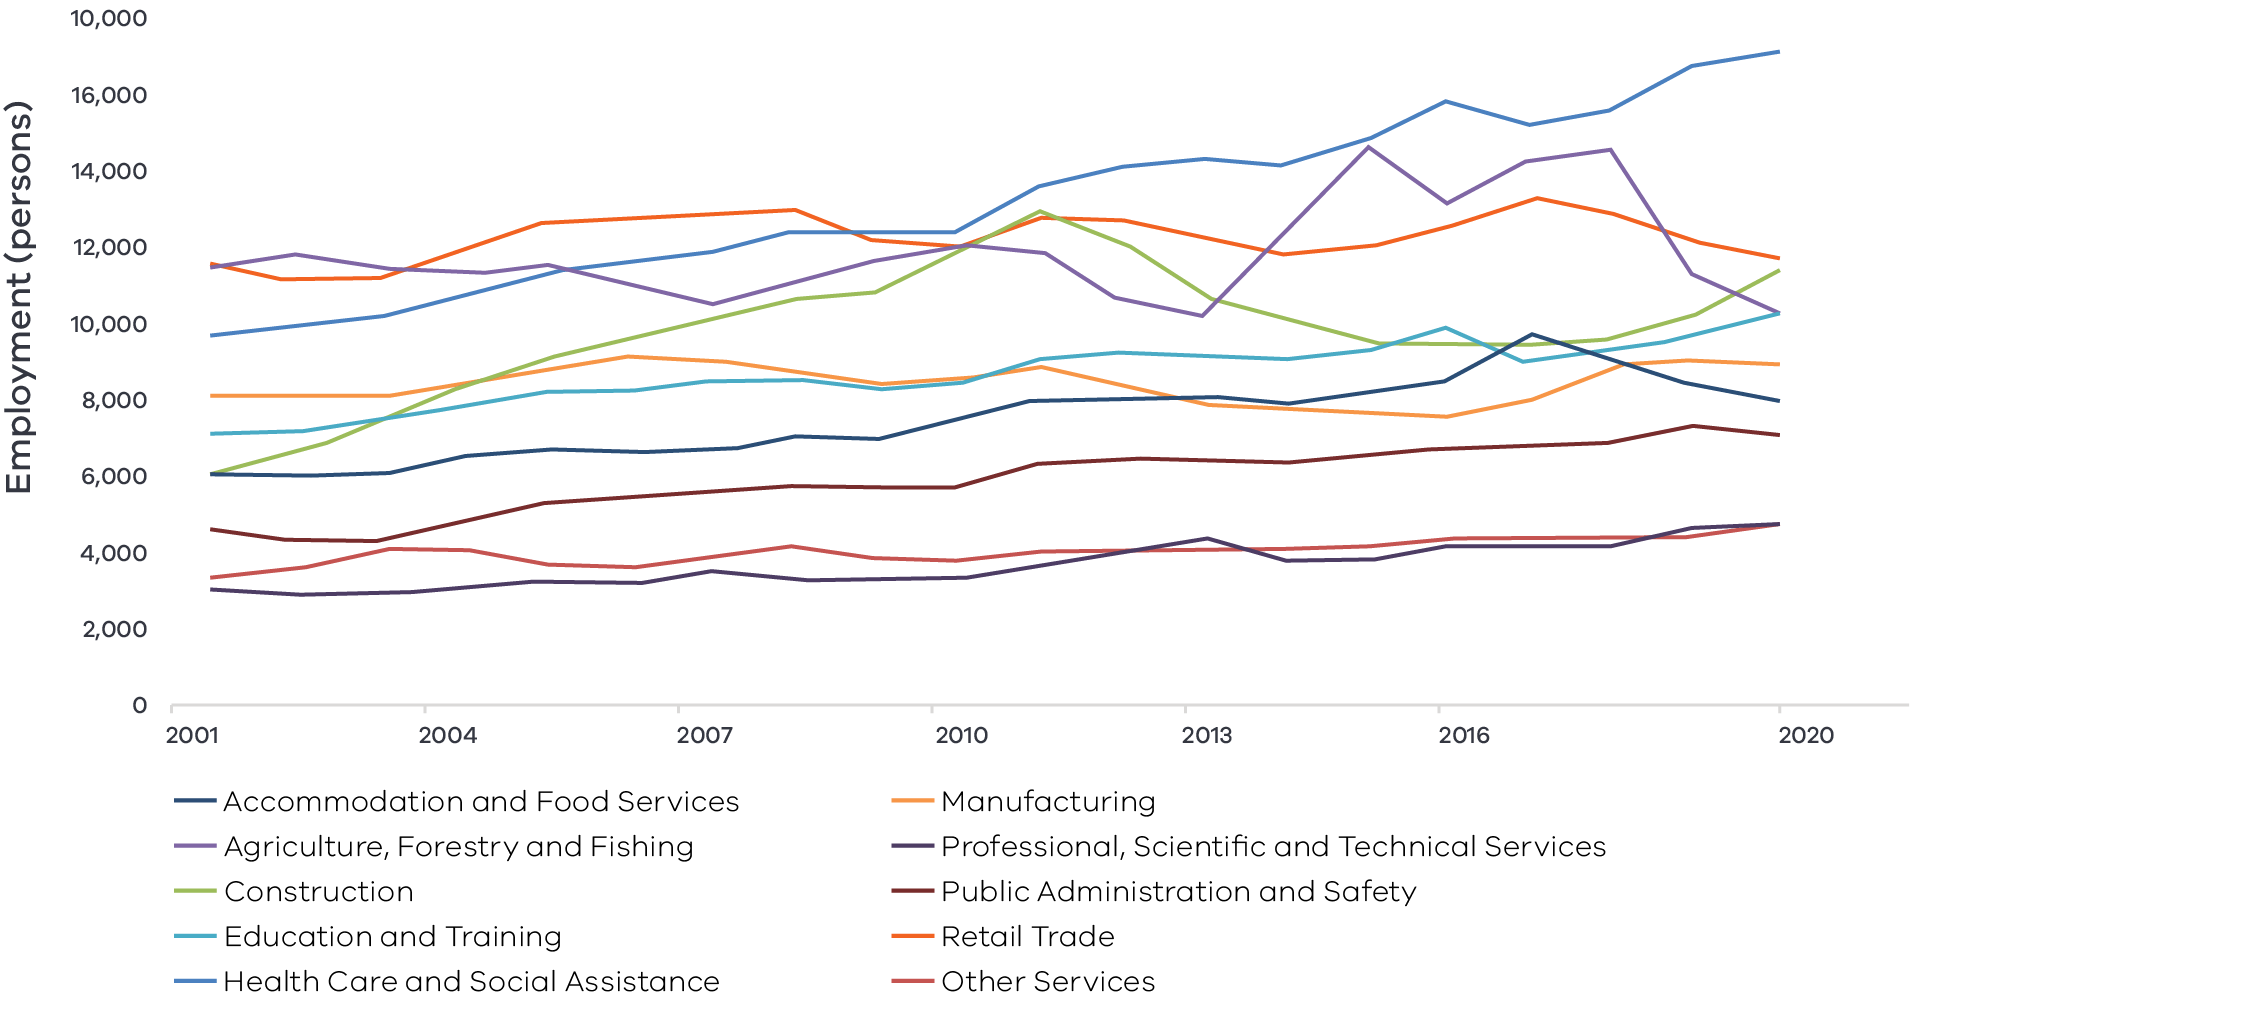 Employment (persons)
10,000
16,000
14,000
12,000
10,000
8,000
6,000
4,000
2,000
0
2001 2004 2007 2010 2013 2016 2020
Accommodation and Food Services Manufacturing
Agriculture, Forestry and Fishing Professional, Scientific and Technical Services
Construction Public Administration and Safety
Education and Training Retail Trade
Health Care and Social Assistance Other Services